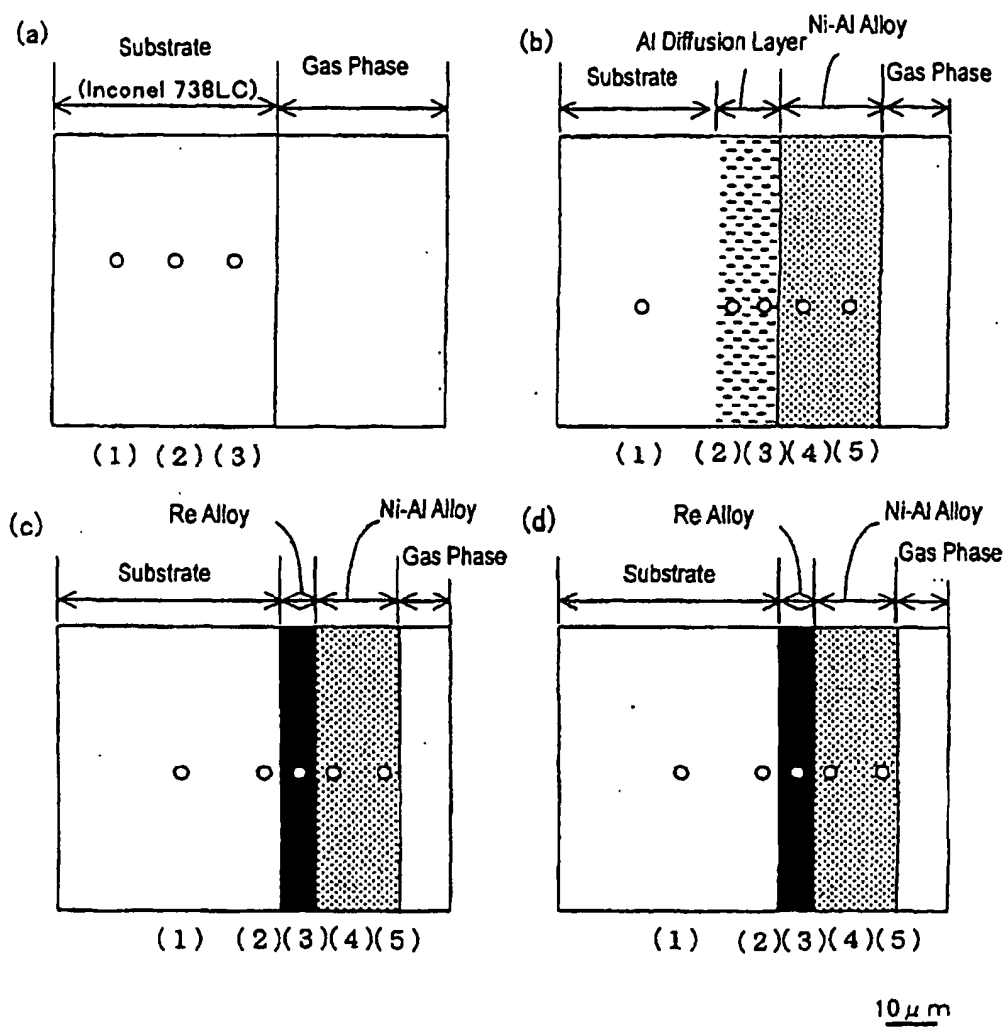 (a)
Substrate
(Inconel 738LC)
Gas Phase
(1) (2) (3)
(b)
Al Diffusion Layer
Ni-Al Alloy
Substrate
Gas Phase
(1) (2)(3)(4)(5)
(c)
Re Alloy
Ni-Al Alloy
Substrate
Gas Phase
(1) (2)(3)(4)(5)
(d)
Re Alloy
Ni-Al Alloy
Substrate
Gas Phase
(1) (2)(3)(4)(5)
10μm